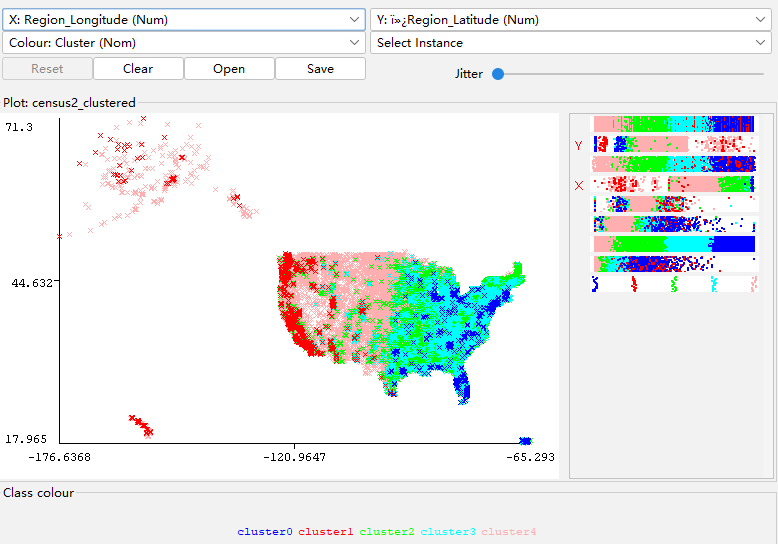 X: Region_Longitude (Num) Y: ï»¿Region_Latitude (Num)
Colour: Cluster (Nom) Select Instance
Reset Clear Open Save Jitter
Plot: census2_clustered
71.3
Y
X
44.632
17.965
-176.6368 -120.9647 -65.293
Class colour
cluster0 cluster1 cluster2 cluster3 cluster4